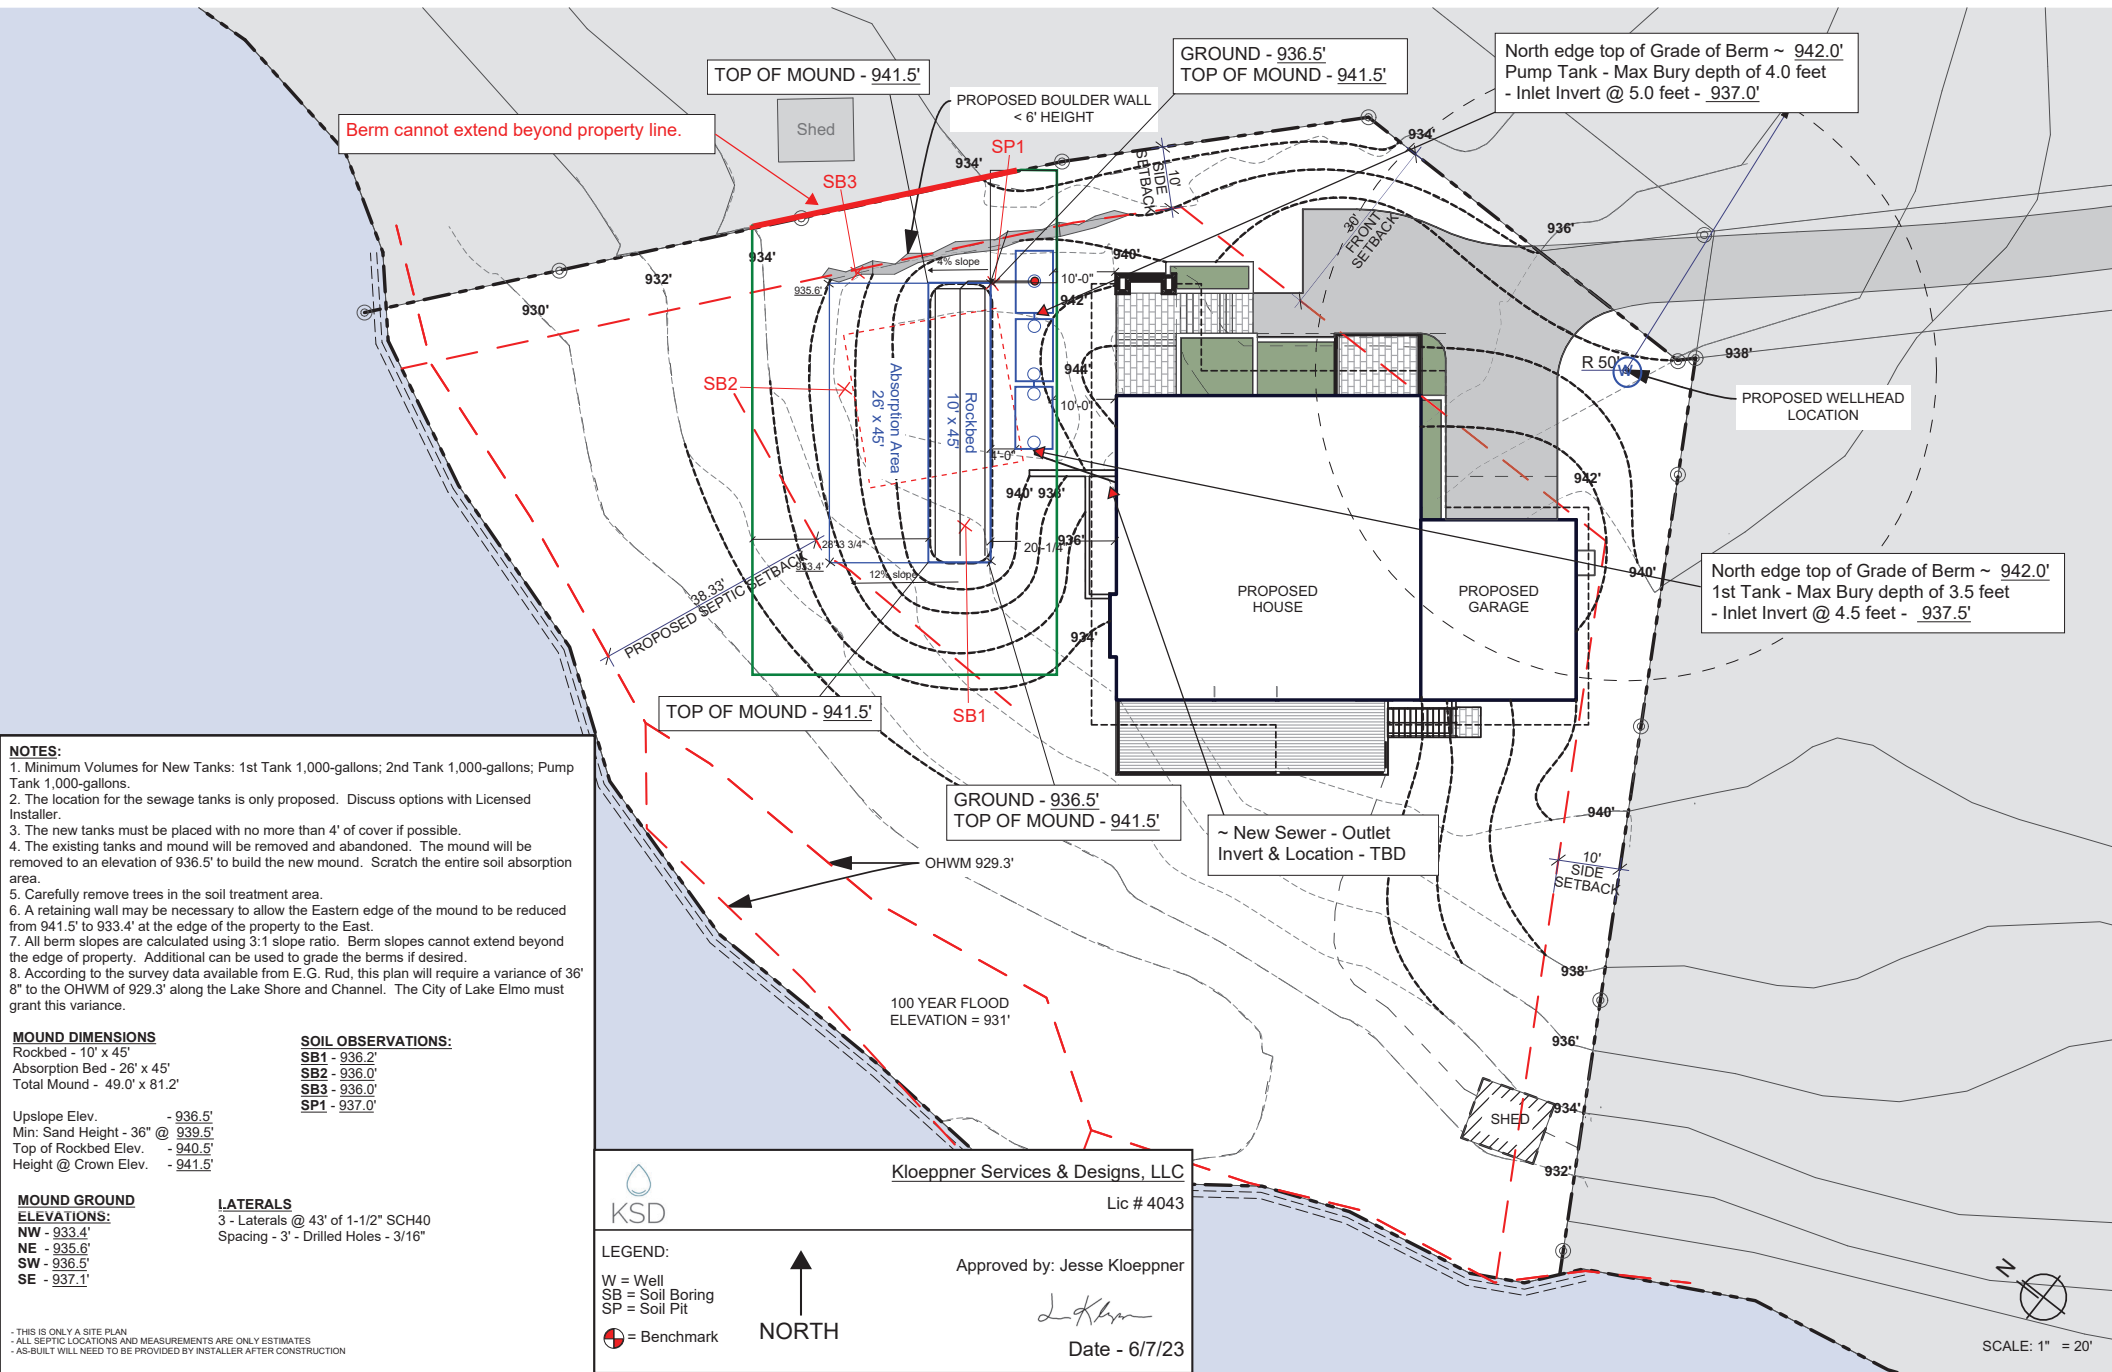 TOP OF MOUND - 941.5'
GROUND - 936.5'
TOP OF MOUND - 941.5'
North edge top of Grade of Berm ~ 942.0'
Pump Tank - Max Bury depth of 4.0 feet
- Inlet Invert @ 5.0 feet - 937.0'
PROPOSED BOULDER WALL
< 6' HEIGHT
Berm cannot extend beyond property line.
Shed
SP1
SB3
934'
934'
10'
SIDE
SETBACK
30'
FRONT
SETBACK
936'
934'
932'
930'
4% slope
940'
10'-0"
942'
935.6'
938'
R 50'
W
PROPOSED WELLHEAD
LOCATION
SB2
944'
10'-0"
Absorption Area
26' x 45'
Rockbed
10' x 45'
4'-0"
940'
938'
942'
936'
20'-1/4"
28'-3 3/4"
933.4'
12% slope
940'
38.33'
PROPOSED SEPTIC SETBACK
PROPOSED
HOUSE
PROPOSED
GARAGE
North edge top of Grade of Berm ~ 942.0'
1st Tank - Max Bury depth of 3.5 feet
- Inlet Invert @ 4.5 feet - 937.5'
934'
TOP OF MOUND - 941.5'
SB1
GROUND - 936.5'
TOP OF MOUND - 941.5'
~ New Sewer - Outlet
Invert & Location - TBD
940'
10'
SIDE
SETBACK
OHWM 929.3'
938'
100 YEAR FLOOD
ELEVATION = 931'
936'
934'
SHED
932'
NOTES:
1. Minimum Volumes for New Tanks: 1st Tank 1,000-gallons; 2nd Tank 1,000-gallons; Pump
Tank 1,000-gallons.
2. The location for the sewage tanks is only proposed. Discuss options with Licensed
Installer.
3. The new tanks must be placed with no more than 4' of cover if possible.
4. The existing tanks and mound will be removed and abandoned. The mound will be
removed to an elevation of 936.5' to build the new mound. Scratch the entire soil absorption
area.
5. Carefully remove trees in the soil treatment area.
6. A retaining wall may be necessary to allow the Eastern edge of the mound to be reduced
from 941.5' to 933.4' at the edge of the property to the East.
7. All berm slopes are calculated using 3:1 slope ratio. Berm slopes cannot extend beyond
the edge of property. Additional can be used to grade the berms if desired.
8. According to the survey data available from E.G. Rud, this plan will require a variance of 36'
8" to the OHWM of 929.3' along the Lake Shore and Channel. The City of Lake Elmo must
grant this variance.
MOUND DIMENSIONS
Rockbed - 10' x 45'
Absorption Bed - 26' x 45'
Total Mound - 49.0' x 81.2'
Upslope Elev. - 936.5'
Min: Sand Height - 36" @ 939.5'
Top of Rockbed Elev. - 940.5'
Height @ Crown Elev. - 941.5'
SOIL OBSERVATIONS:
SB1 - 936.2'
SB2 - 936.0'
SB3 - 936.0'
SP1 - 937.0'
MOUND GROUND
ELEVATIONS:
NW - 933.4'
NE - 935.6'
SW - 936.5'
SE - 937.1'
LATERALS
3 - Laterals @ 43' of 1-1/2" SCH40
Spacing - 3' - Drilled Holes - 3/16"
- THIS IS ONLY A SITE PLAN
- ALL SEPTIC LOCATIONS AND MEASUREMENTS ARE ONLY ESTIMATES
- AS-BUILT WILL NEED TO BE PROVIDED BY INSTALLER AFTER CONSTRUCTION
KSD
Kloeppner Services & Designs, LLC
Lic # 4043
LEGEND:
W = Well
SB = Soil Boring
SP = Soil Pit
= Benchmark
NORTH
Approved by: Jesse Kloeppner
Date - 6/7/23
N
SCALE: 1" = 20'